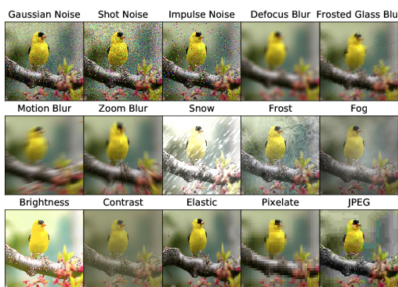 Gaussian Noise Shot Noise Impulse Noise Defocus Blur Frosted Glass Blu
Motion Blur Zoom Blur Snow Frost Fog
Brightness Contrast Elastic Pixelate JPEG